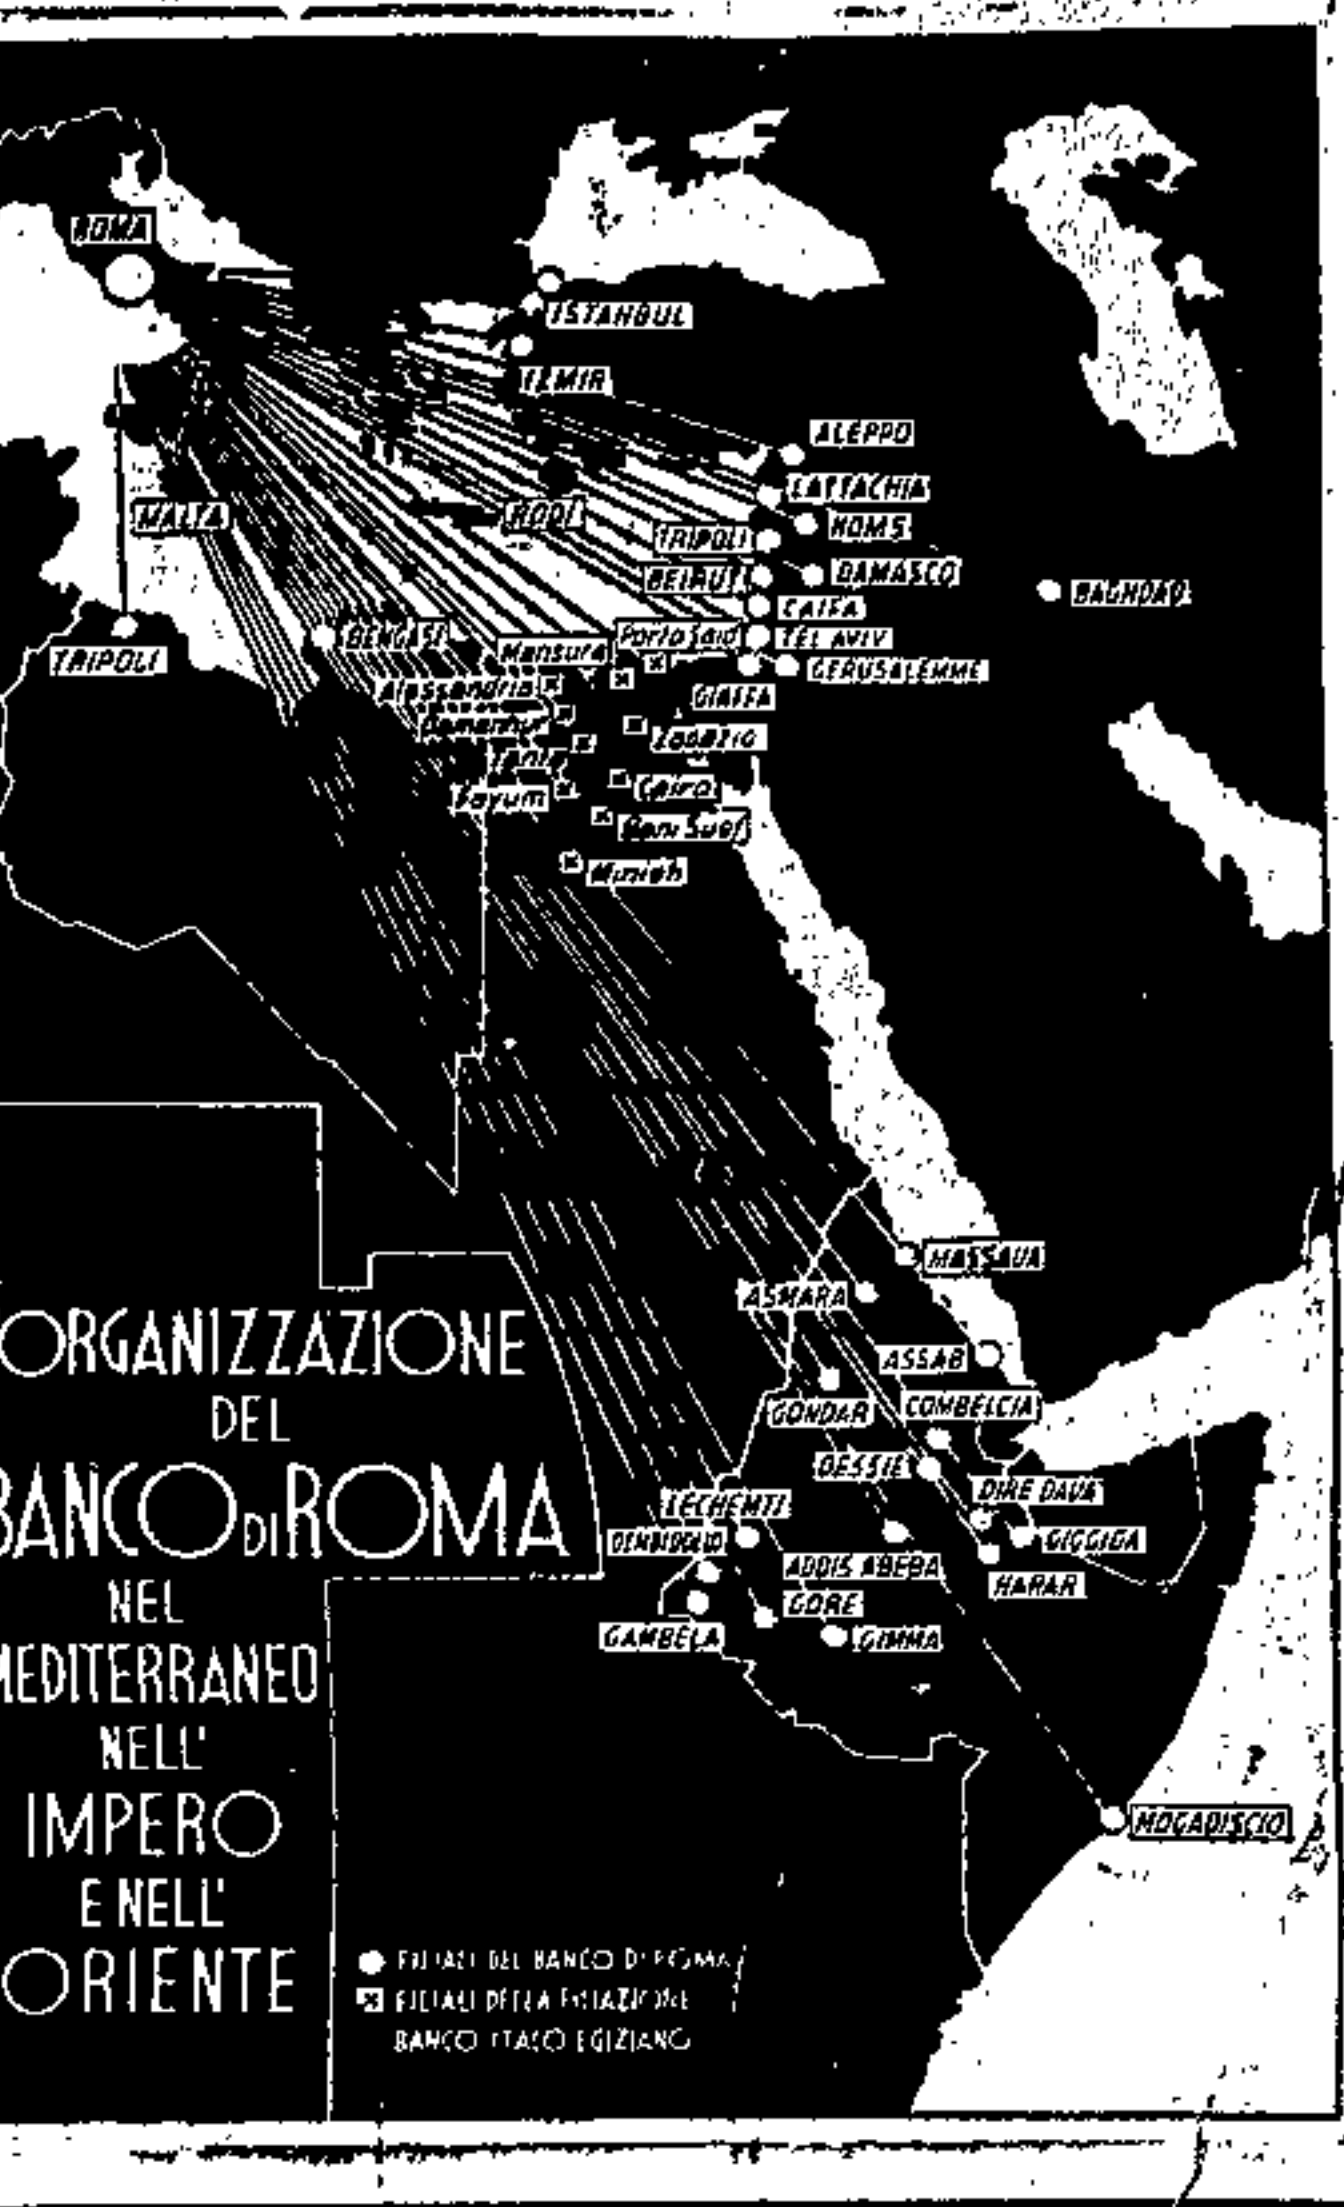 ROMA
ISTANBUL
IZMIR
ALEPPO
LATTACHIA
RODI
HOMS
MALTA
TRIPOLI
BEIRUT
DAMASCO
BAGHDAD
CAIFA
BENGASI
Porto Said
TEL AVIV
TRIPOLI
Mansura
GERUSALEMME
Alessandria
GIAFFA
Zagazig
Fayum
Cairo
Beni Suef
Minieh
MASSAUA
ASMARA
ORGANIZZAZIONE
DEL
BANCO DI ROMA
NEL
MEDITERRANEO
NELL'
IMPERO
E NELL'
ORIENTE
ASSAB
COMBELCIA
GONDAR
DESSIE
DIRE DAUA
LECHEMTI
GIGGIGA
ADDIS ABEBA
HARAR
GORE
GAMBELA
GIMMA
MOGADISCIO
FILIALI DEL BANCO DI ROMA
FILIALI DELLA FILIAZIONE
BANCO ITALO EGIZIANO